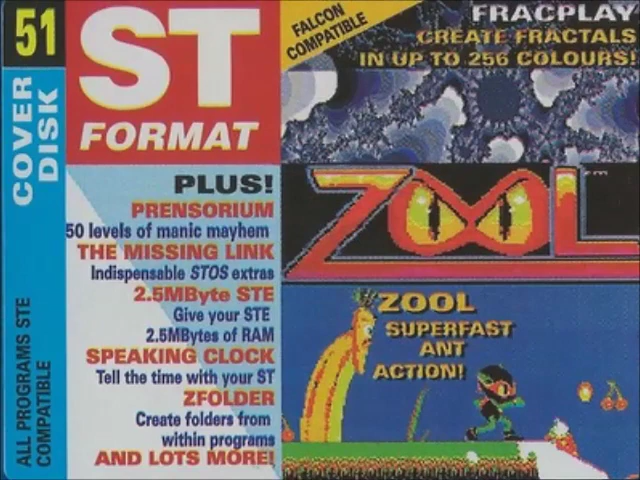 51
COVER
DISK
ALL PROGRAMS STE
COMPATIBLE
ST
FORMAT
PLUS!
PRENSORIUM
50 levels of manic mayhem
THE MISSING LINK
Indispensable STOS extras
2.5MByte STE
Give your STE
2.5MBytes of RAM
SPEAKING CLOCK
Tell the time with your ST
ZFOLDER
Create folders from
within programs
AND LOTS MORE!
FALCON
COMPATIBLE
FRACPLAY
CREATE FRACTALS
IN UP TO 256 COLOURS!
ZOOL
ZOOL
SUPERFAST
ANT
ACTION!